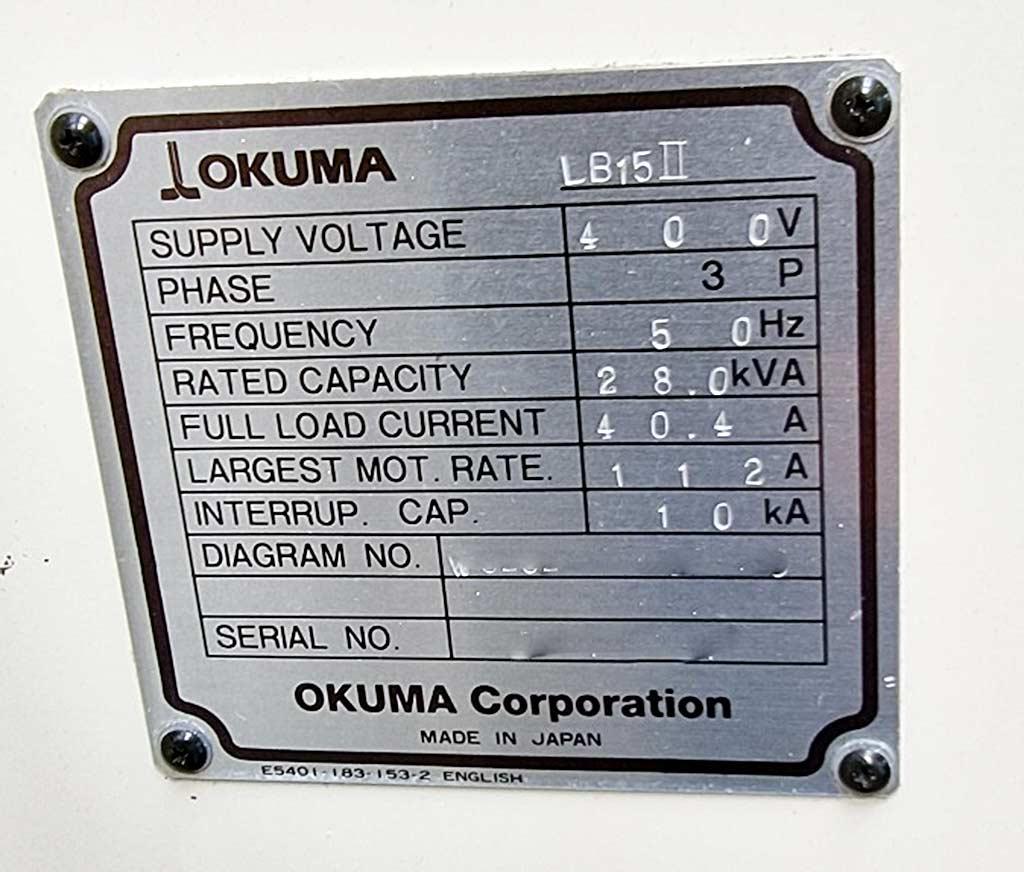 OKUMA LB15II
SUPPLY VOLTAGE 400V
PHASE 3 P
FREQUENCY 50Hz
RATED CAPACITY 28.0kVA
FULL LOAD CURRENT 40.4 A
LARGEST MOT. RATE. 112 A
INTERRUP. CAP. 10 kA
DIAGRAM NO.
SERIAL NO.
OKUMA Corporation
MADE IN JAPAN
E5401-183-153-2 ENGLISH